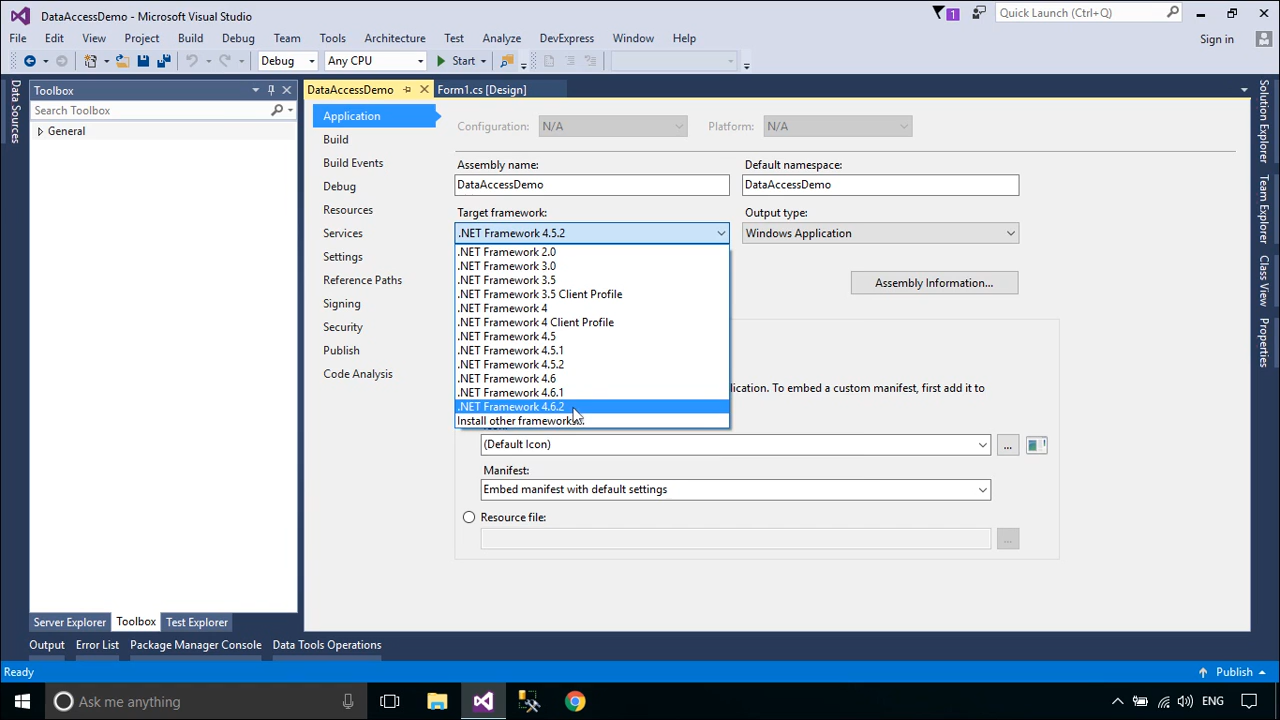 DataAccessDemo - Microsoft Visual Studio
1
Quick Launch (Ctrl+Q)
File Edit View Project Build Debug Team Tools Architecture Test Analyze DevExpress Window Help
Sign in
Debug Any CPU Start
Data Sources
Toolbox
Search Toolbox
General
DataAccessDemo Form1.cs [Design]
Application
Build
Build Events
Debug
Resources
Services
Settings
Reference Paths
Signing
Security
Publish
Code Analysis
Configuration: N/A Platform: N/A
Assembly name: Default namespace:
DataAccessDemo DataAccessDemo
Target framework: Output type:
.NET Framework 4.5.2 Windows Application
.NET Framework 2.0
.NET Framework 3.0
.NET Framework 3.5
Assembly Information...
.NET Framework 3.5 Client Profile
.NET Framework 4
.NET Framework 4 Client Profile
.NET Framework 4.5
.NET Framework 4.5.1
.NET Framework 4.5.2
.NET Framework 4.6
lication. To embed a custom manifest, first add it to
.NET Framework 4.6.1
.NET Framework 4.6.2
Install other frameworks...
(Default Icon) ...
Manifest:
Embed manifest with default settings
Resource file:
...
Solution Explorer
Team Explorer
Class View
Properties
Server Explorer Toolbox Test Explorer
Output Error List Package Manager Console Data Tools Operations
Ready Publish
Ask me anything
ENG